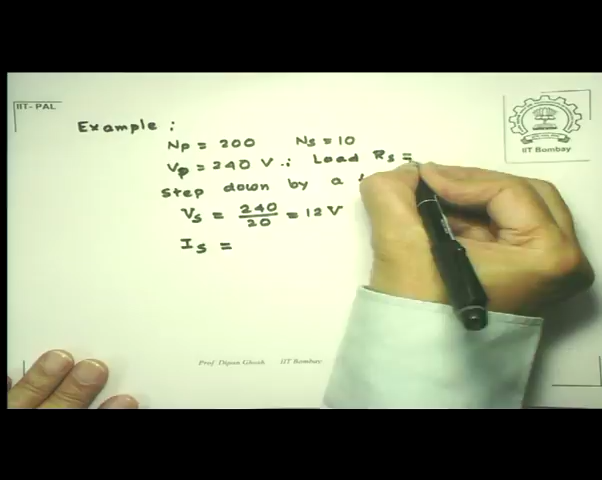 IIT- PAL
Example :
Np = 200 Ns = 10
Vp = 240 V .: Load Rs =
step down by a
Vs = 240/20 = 12 V
Is =
IIT Bombay
Prof Dipan Ghosh IIT Bombay